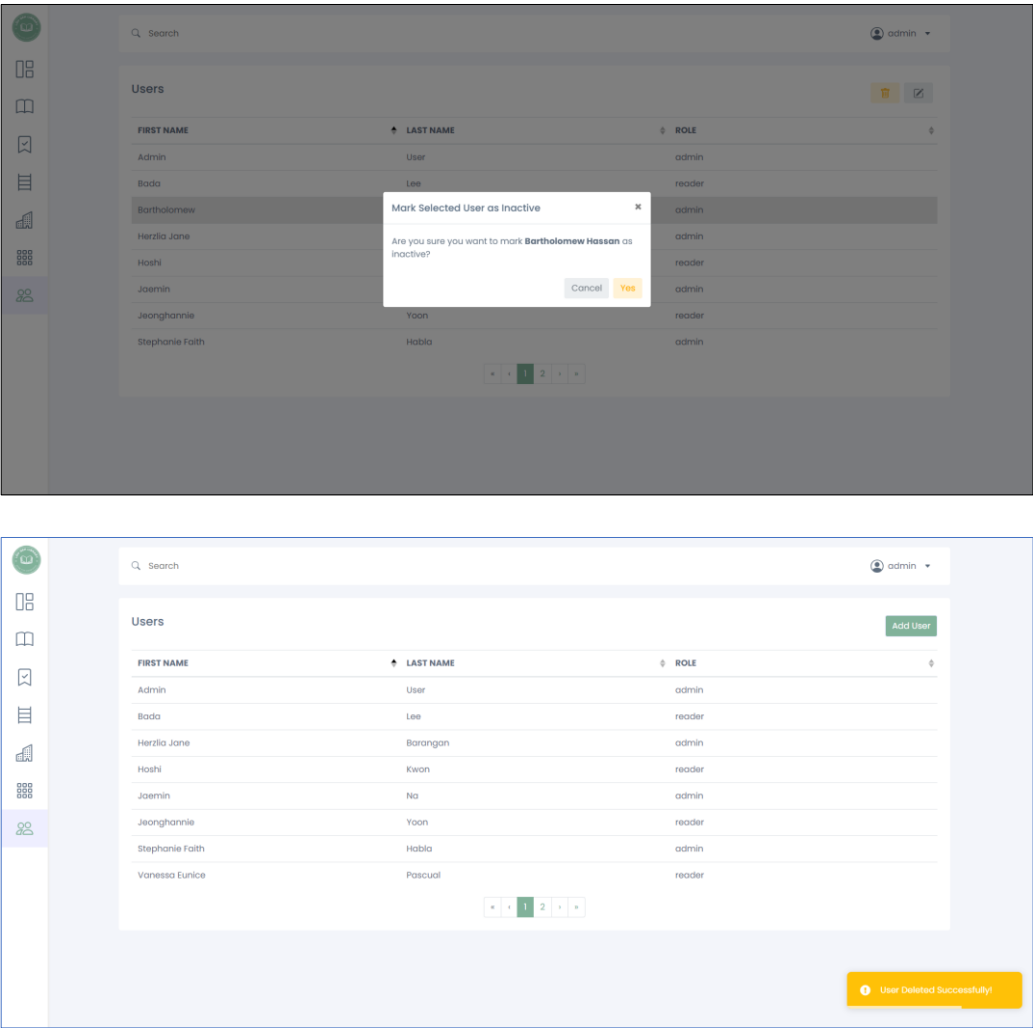 Search
admin
Users
FIRST NAME LAST NAME ROLE
Admin User admin
Bada Lee reader
Bartholomew admin
Herzlia Jane admin
Hoshi reader
Jaemin admin
Jeonghannie Yoon reader
Stephanie Faith Habla admin
Mark Selected User as Inactive
Are you sure you want to mark Bartholomew Hassan as
inactive?
Cancel Yes
« ‹ 1 2 › »
Search
admin
Users
Add User
FIRST NAME LAST NAME ROLE
Admin User admin
Bada Lee reader
Herzlia Jane Barangan admin
Hoshi Kwon reader
Jaemin Na admin
Jeonghannie Yoon reader
Stephanie Faith Habla admin
Vanessa Eunice Pascual reader
« ‹ 1 2 › »
User Deleted Successfully!